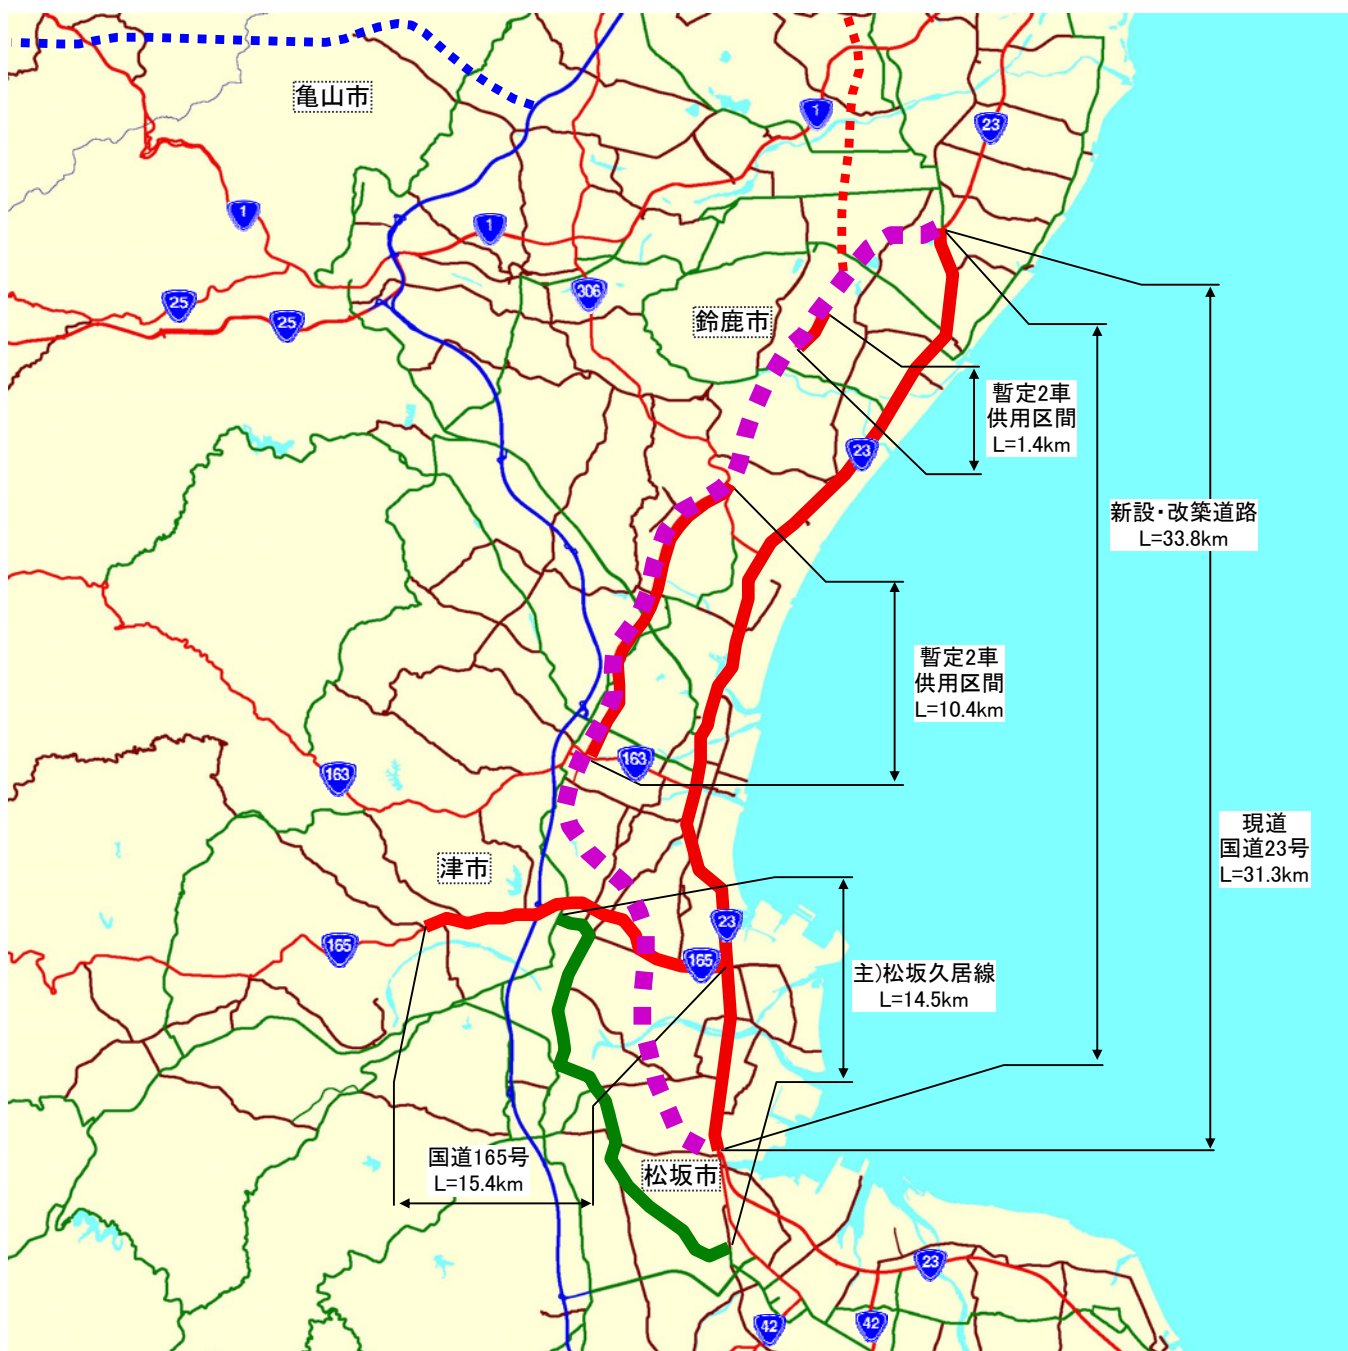 亀山市
1
23
1
1
25
25
306
鈴鹿市
暫定2車
供用区間
L=1.4km
23
新設・改築道路
L=33.8km
暫定2車
供用区間
L=10.4km
163
163
現道
国道23号
L=31.3km
津市
23
165
165
主)松坂久居線
L=14.5km
国道165号
L=15.4km
松坂市
23
42
42